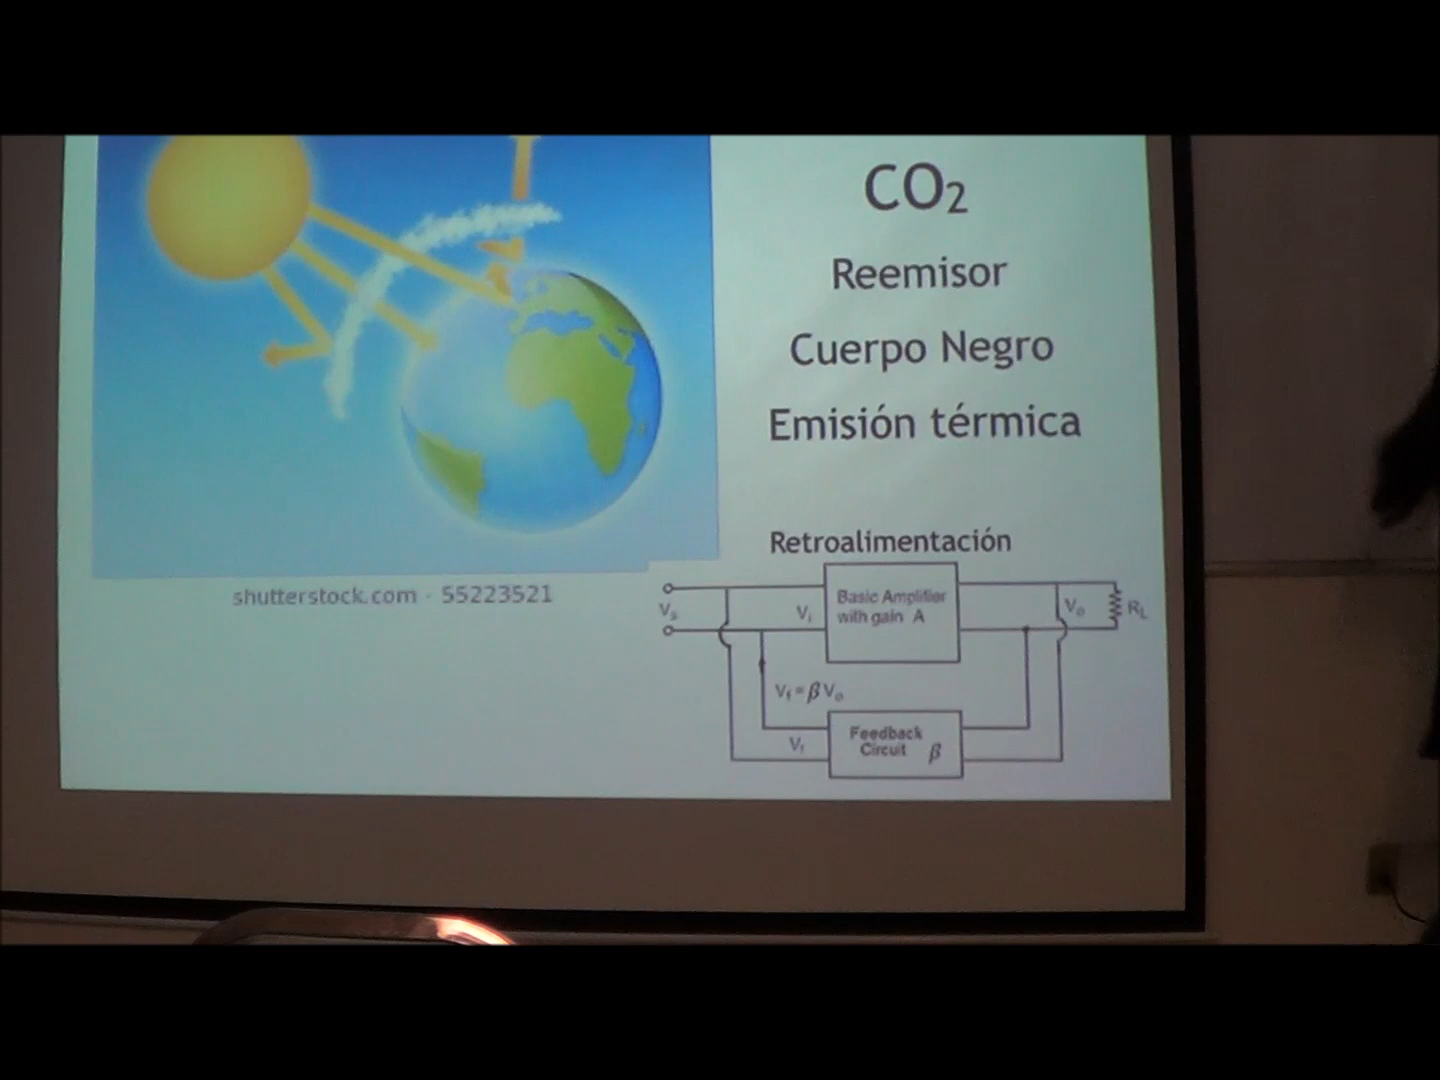 CO₂
Reemisor
Cuerpo Negro
Emisión térmica
shutterstock.com · 55223521
Retroalimentación
Vs
Vi
Basic Amplifier
with gain A
Vo
RL
Vf = β Vo
Vf
Feedback
Circuit β